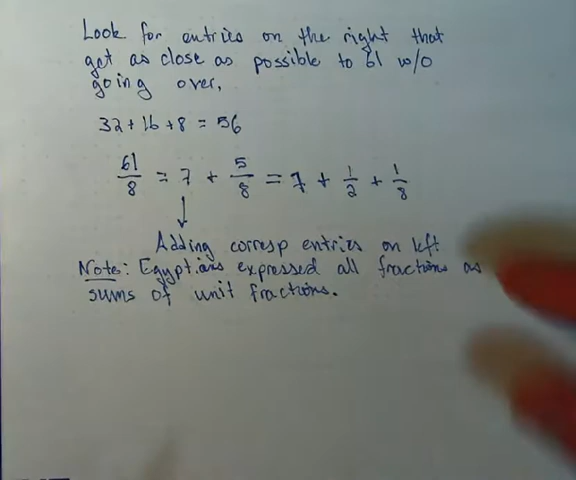 Look for entries on the right that
get as close as possible to 61 w/o
going over.
32 + 16 + 8 = 56
61/8 = 7 + 5/8 = 7 + 1/2 + 1/8
↓
Adding corresp entries on left
Note: Egyptians expressed all fractions as
sums of unit fractions.